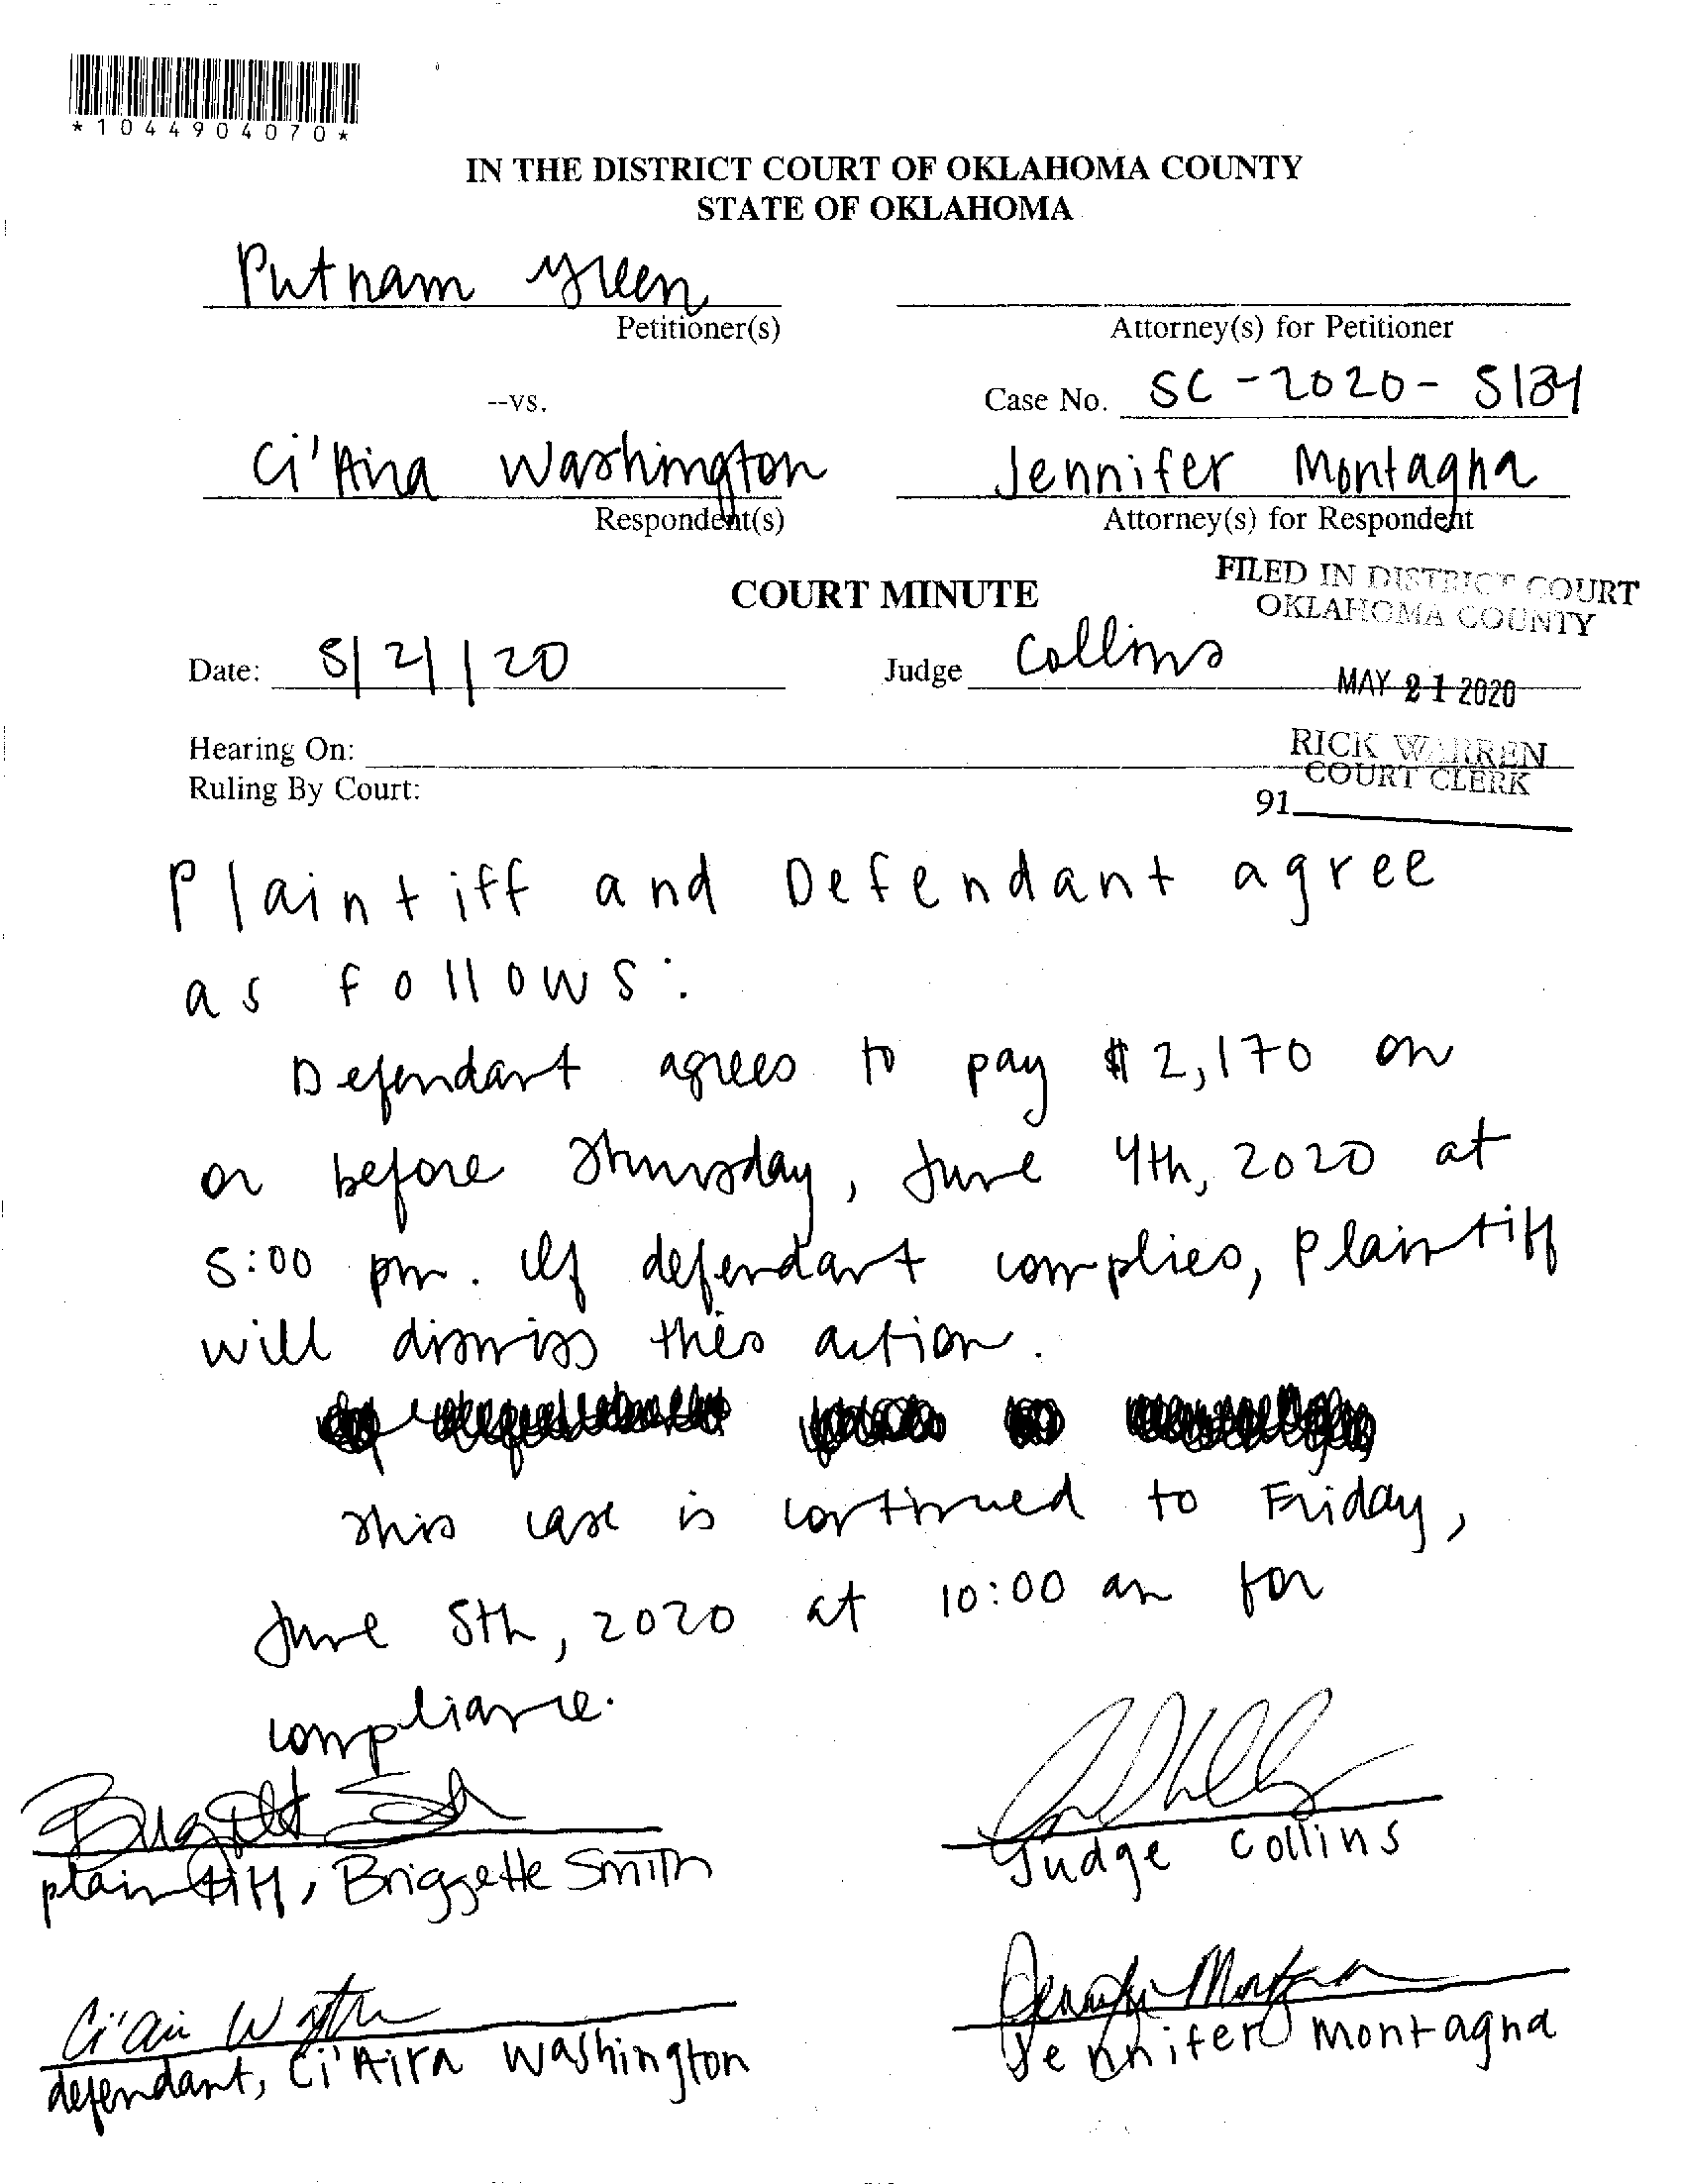 *1044904070*
IN THE DISTRICT COURT OF OKLAHOMA COUNTY
STATE OF OKLAHOMA
Putnam Green
Petitioner(s)
Attorney(s) for Petitioner
--vs.
Case No. SC-2020-5134
Ci'Aira Washington
Respondent(s)
Jennifer Montagna
Attorney(s) for Respondent
COURT MINUTE
FILED IN DISTRICT COURT
OKLAHOMA COUNTY
Date: 5/21/20
Judge Collins
MAY 21 2020
Hearing On:
RICK WARREN
COURT CLERK
Ruling By Court:
91
Plaintiff and Defendant agree
as follows:
Defendant agrees to pay $2,170 on
or before Thursday, June 4th, 2020 at
5:00 pm. If defendant complies, plaintiff
will dismiss this action.
This case is continued to Friday,
June 5th, 2020 at 10:00 am for
compliance.
plaintiff, Briggette Smith
Judge Collins
defendant, Ci'Aira Washington
Jennifer Montagna